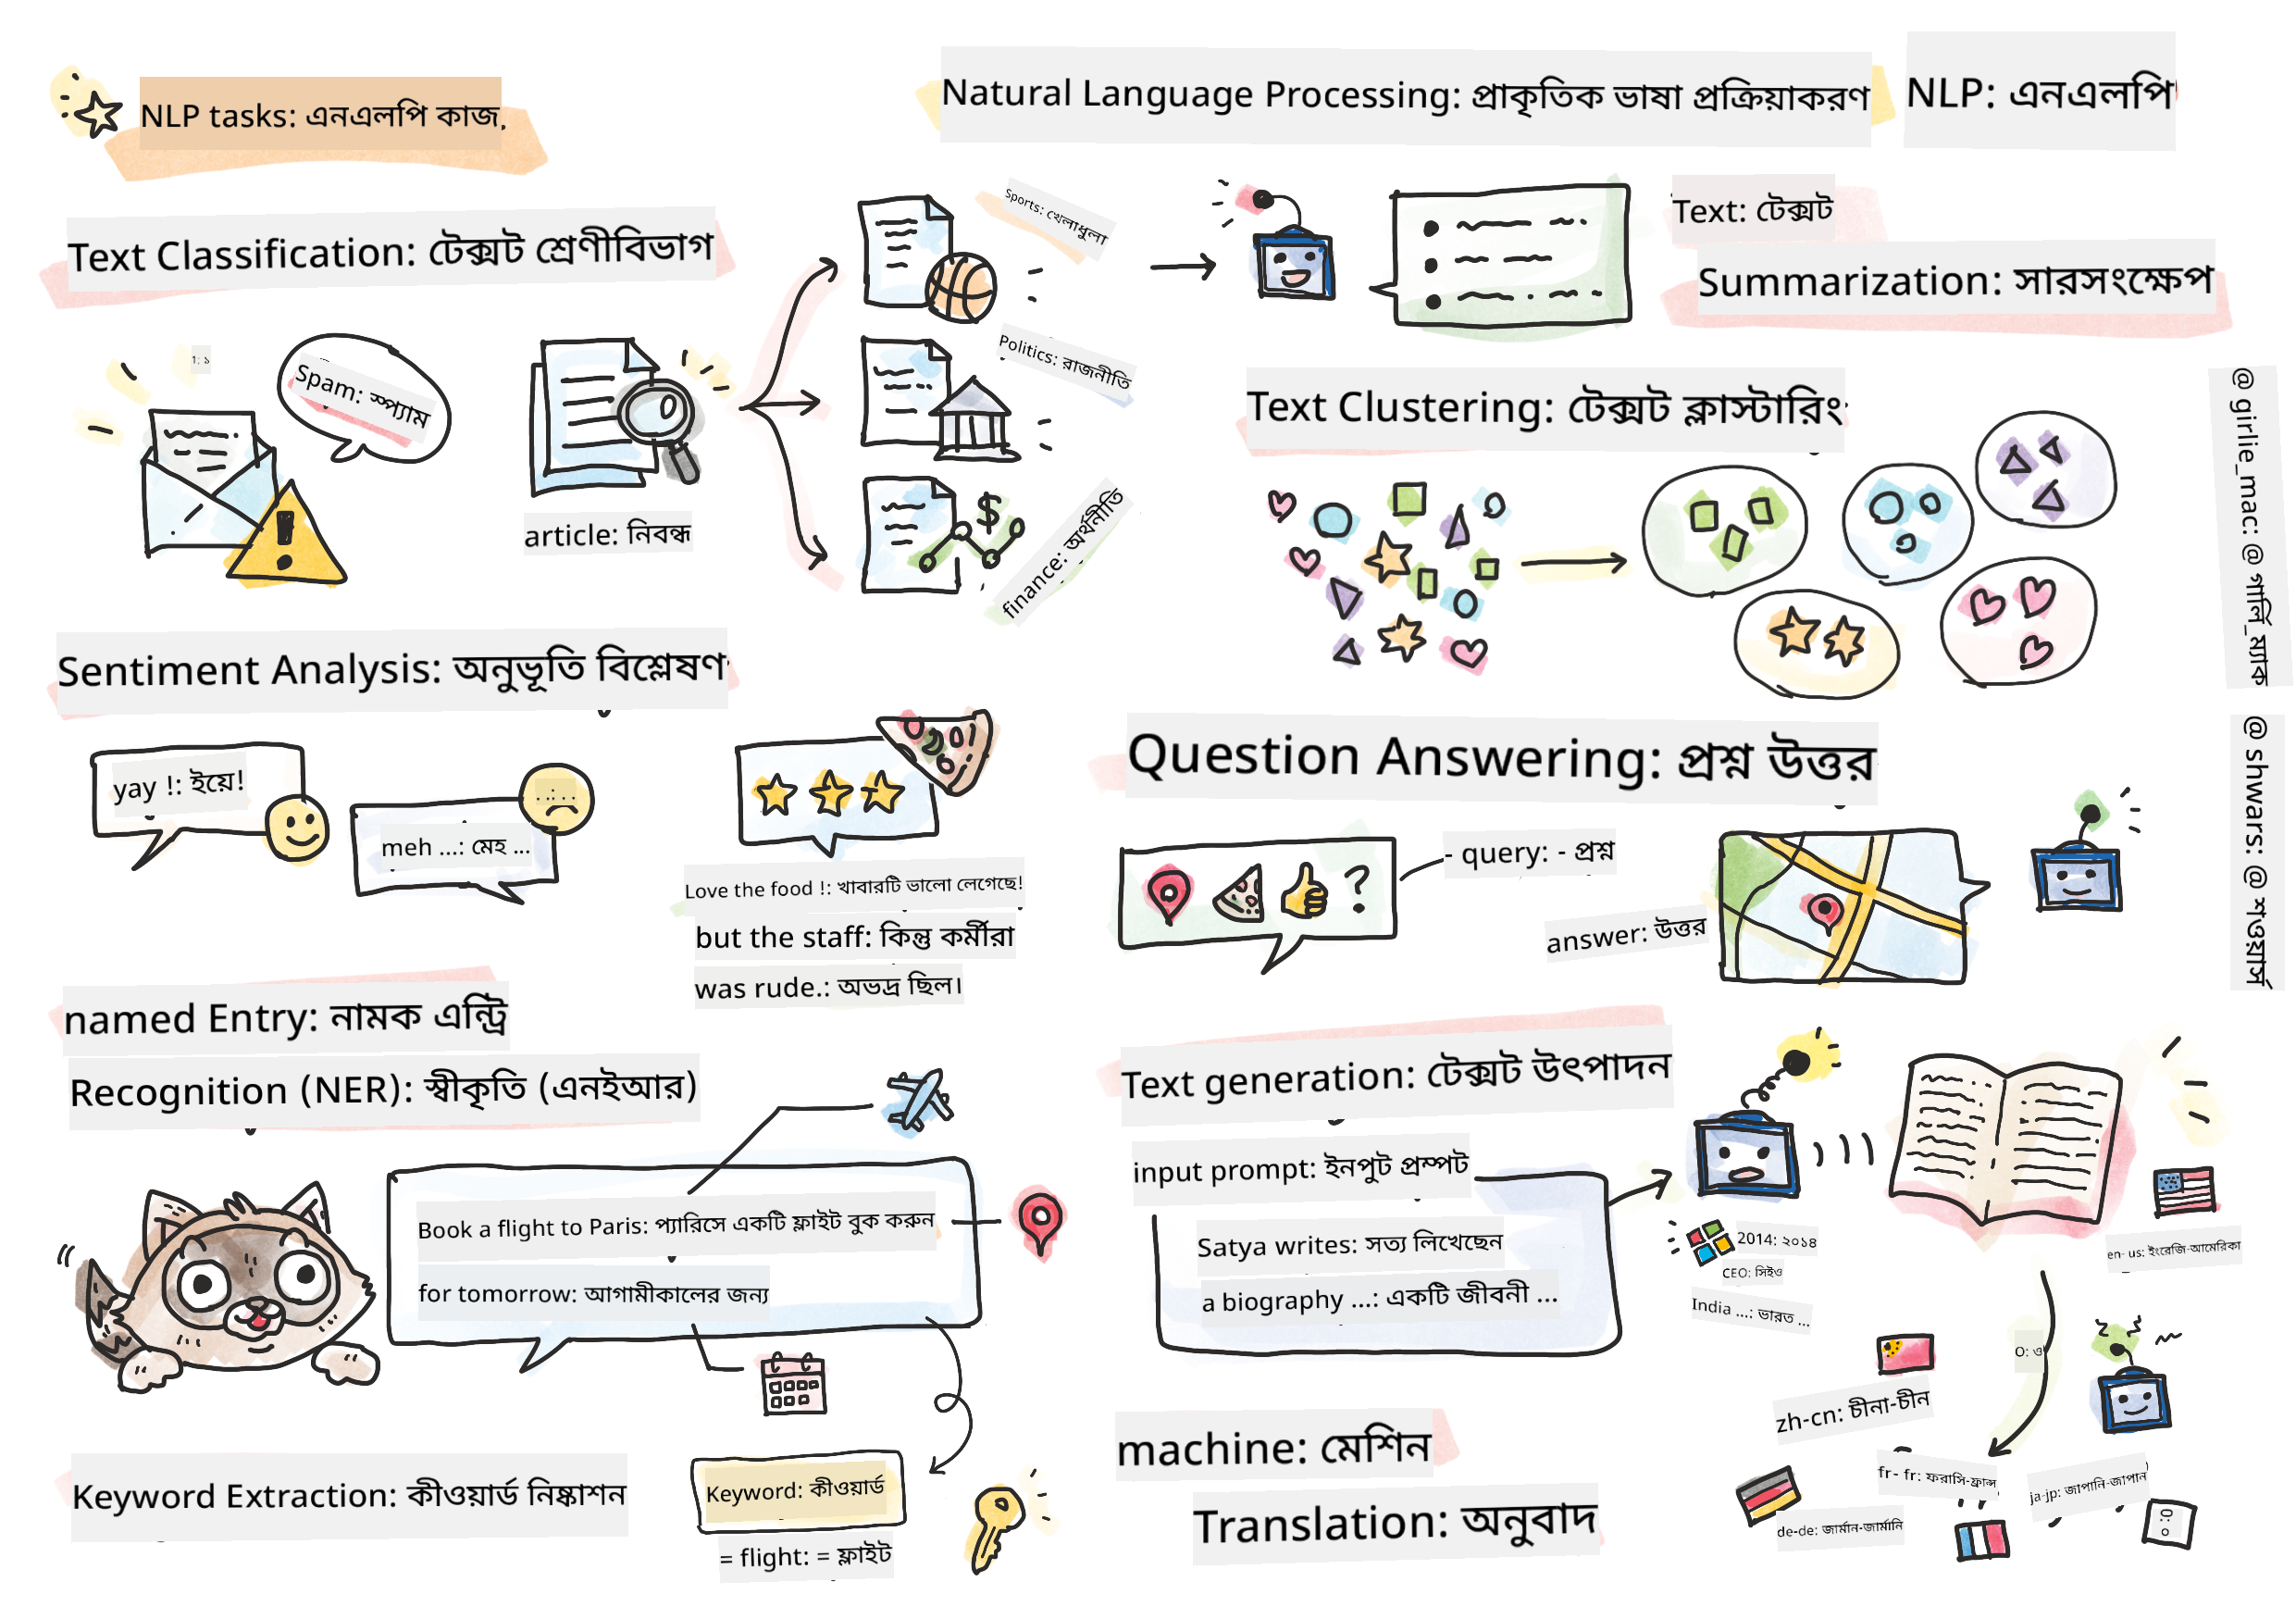 NLP tasks: এনএলপি কাজ.
Natural Language Processing: প্রাকৃতিক ভাষা প্রক্রিয়াকরণ
NLP: এনএলপি
Text Classification: টেক্সট শ্রেণীবিভাগ
1: ১
Spam: স্প্যাম
article: নিবন্ধ
Sports: খেলাধুলা
Politics: রাজনীতি
finance: অর্থনীতি
Text: টেক্সট
Summarization: সারসংক্ষেপ
Text Clustering: টেক্সট ক্লাস্টারিং
@ girlie_mac: @ গার্লি_ম্যাক
@ shwars: @ শওয়ার্স
Sentiment Analysis: অনুভূতি বিশ্লেষণ
yay !: ইয়ে!
. .: . .
meh ...: মেহ ...
Love the food !: খাবারটি ভালো লেগেছে!
but the staff: কিন্তু কর্মীরা
was rude.: অভদ্র ছিল।
Question Answering: প্রশ্ন উত্তর
?
- query: - প্রশ্ন
answer: উত্তর
named Entry: নামক এন্ট্রি
Recognition (NER): স্বীকৃতি (এনইআর)
Book a flight to Paris: প্যারিসে একটি ফ্লাইট বুক করুন
for tomorrow: আগামীকালের জন্য
Keyword Extraction: কীওয়ার্ড নিষ্কাশন
Keyword: কীওয়ার্ড
= flight: = ফ্লাইট
Text generation: টেক্সট উৎপাদন
input prompt: ইনপুট প্রম্পট
Satya writes: সত্য লিখেছেন
a biography ...: একটি জীবনী ...
2014: ২০১৪
CEO: সিইও
India ...: ভারত ...
en- us: ইংরেজি-আমেরিকা
O: ও
zh-cn: চীনা-চীন
fr- fr: ফরাসি-ফ্রান্স
ja-jp: জাপানি-জাপান
de-de: জার্মান-জার্মানি
0: ০
machine: মেশিন
Translation: অনুবাদ